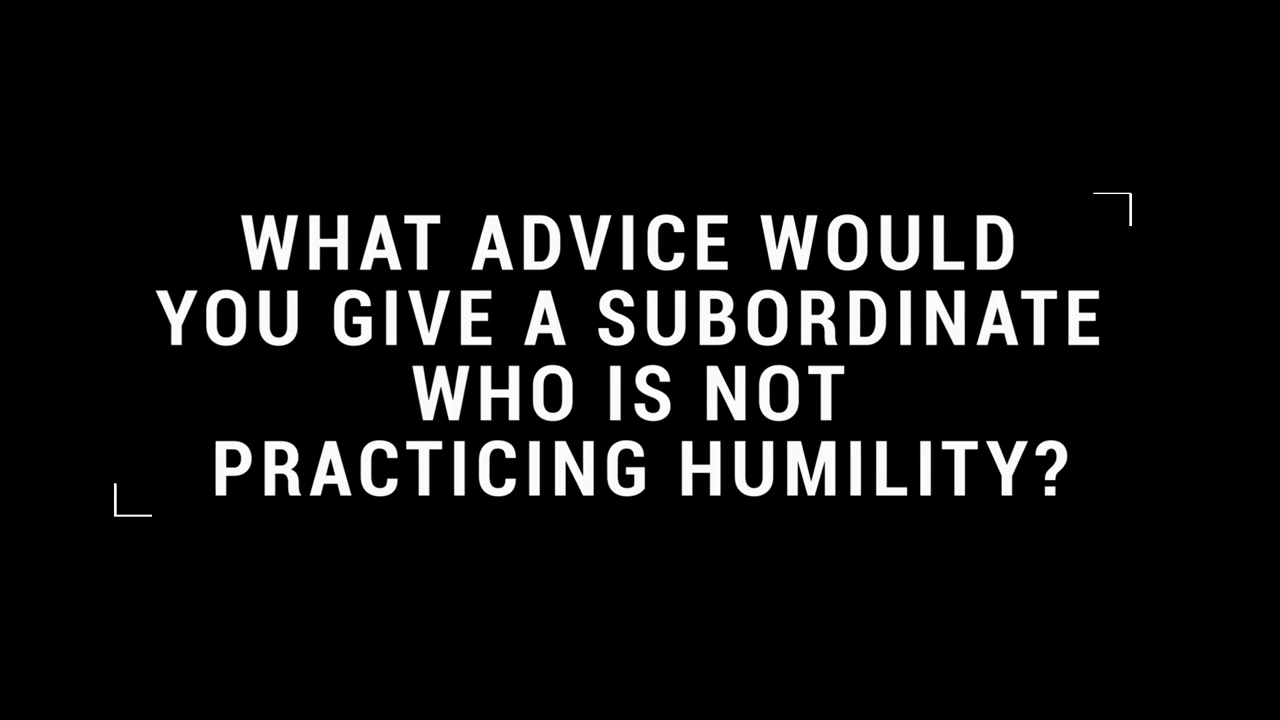 WHAT ADVICE WOULD
YOU GIVE A SUBORDINATE
WHO IS NOT
PRACTICING HUMILITY?